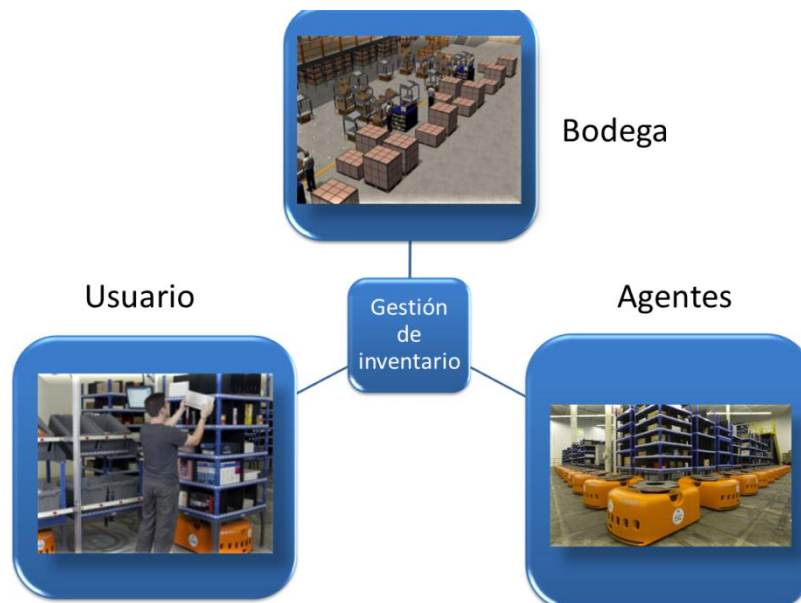 Bodega
Usuario
Agentes
Gestión
de
inventario